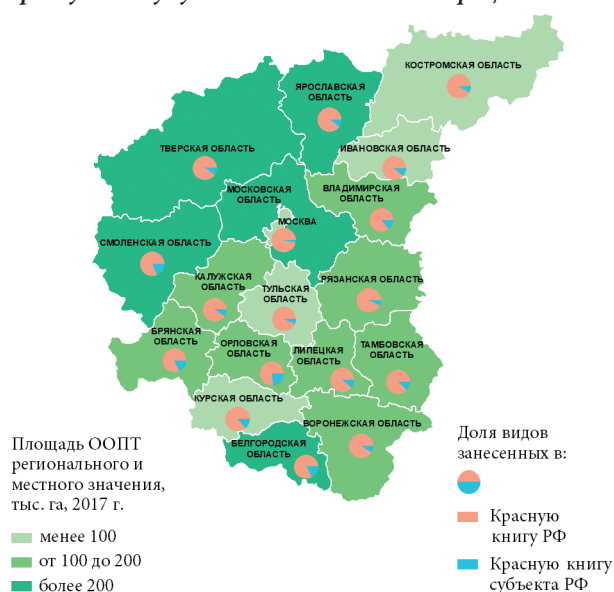 КОСТРОМСКАЯ ОБЛАСТЬ
ЯРОСЛАВСКАЯ
ОБЛАСТЬ
ТВЕРСКАЯ ОБЛАСТЬ
ИВАНОВСКАЯ ОБЛАСТЬ
МОСКОВСКАЯ
ОБЛАСТЬ
ВЛАДИМИРСКАЯ
ОБЛАСТЬ
МОСКВА
СМОЛЕНСКАЯ ОБЛАСТЬ
КАЛУЖСКАЯ
ОБЛАСТЬ
ТУЛЬСКАЯ
ОБЛАСТЬ
РЯЗАНСКАЯ ОБЛАСТЬ
БРЯНСКАЯ
ОБЛАСТЬ
ОРЛОВСКАЯ
ОБЛАСТЬ
ЛИПЕЦКАЯ
ОБЛАСТЬ
ТАМБОВСКАЯ
ОБЛАСТЬ
КУРСКАЯ ОБЛАСТЬ
ВОРОНЕЖСКАЯ ОБЛАСТЬ
БЕЛГОРОДСКАЯ
ОБЛАСТЬ
Площадь ООПТ
регионального и
местного значения,
тыс. га, 2017 г.
менее 100
от 100 до 200
более 200
Доля видов
занесенных в:
Красную
книгу РФ
Красную книгу
субъекта РФ